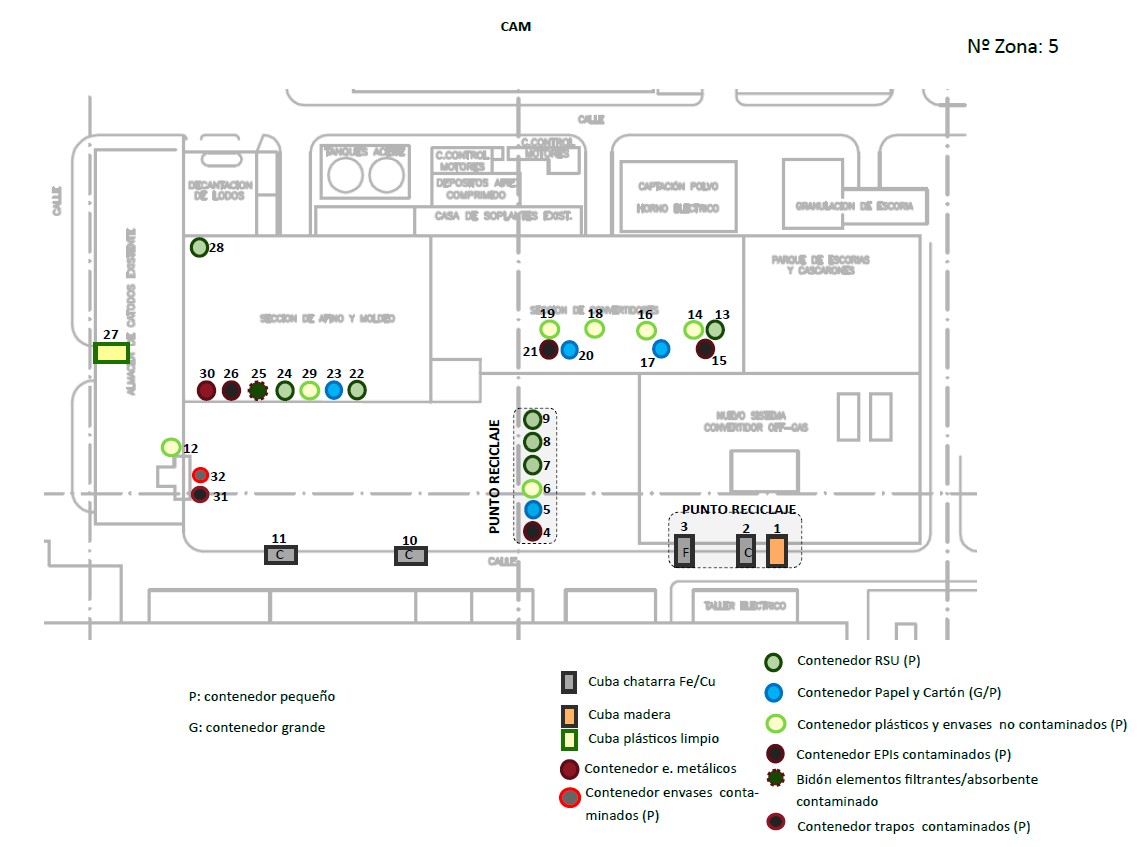 CAM
Nº Zona: 5
CALLE
TANQUES ACEITE
C.CONTROL
MOTORES
C.CONTROL
MOTORES
DECANTACION
DE LODOS
DEPOSITOS AIRE
COMPRIMIDO
CAPTACIÓN POLVO
HORNO ELECTRICO
GRANULACION DE ESCORIA
CASA DE SOPLANTES EXIST.
CALLE
ALMACEN DE CATODOS EXISTENTE
28
PARQUE DE ESCORIAS
Y CASCARONES
SECCION DE AFINO Y MOLDEO
SECCION DE CONVERTIDORES
19
18
16
14
13
27
21
20
17
15
30
26
25
24
29
23
22
NUEVO SISTEMA
CONVERTIDOR OFF-GAS
PUNTO RECICLAJE
9
8
7
6
5
4
12
32
31
PUNTO RECICLAJE
3
2
1
F
C
11
C
10
C
CALLE
TALLER ELECTRICO
P: contenedor pequeño
G: contenedor grande
Cuba chatarra Fe/Cu
Cuba madera
Cuba plásticos limpio
Contenedor e. metálicos
Contenedor envases conta-
minados (P)
Contenedor RSU (P)
Contenedor Papel y Cartón (G/P)
Contenedor plásticos y envases no contaminados (P)
Contenedor EPIs contaminados (P)
Bidón elementos filtrantes/absorbente
contaminado
Contenedor trapos contaminados (P)